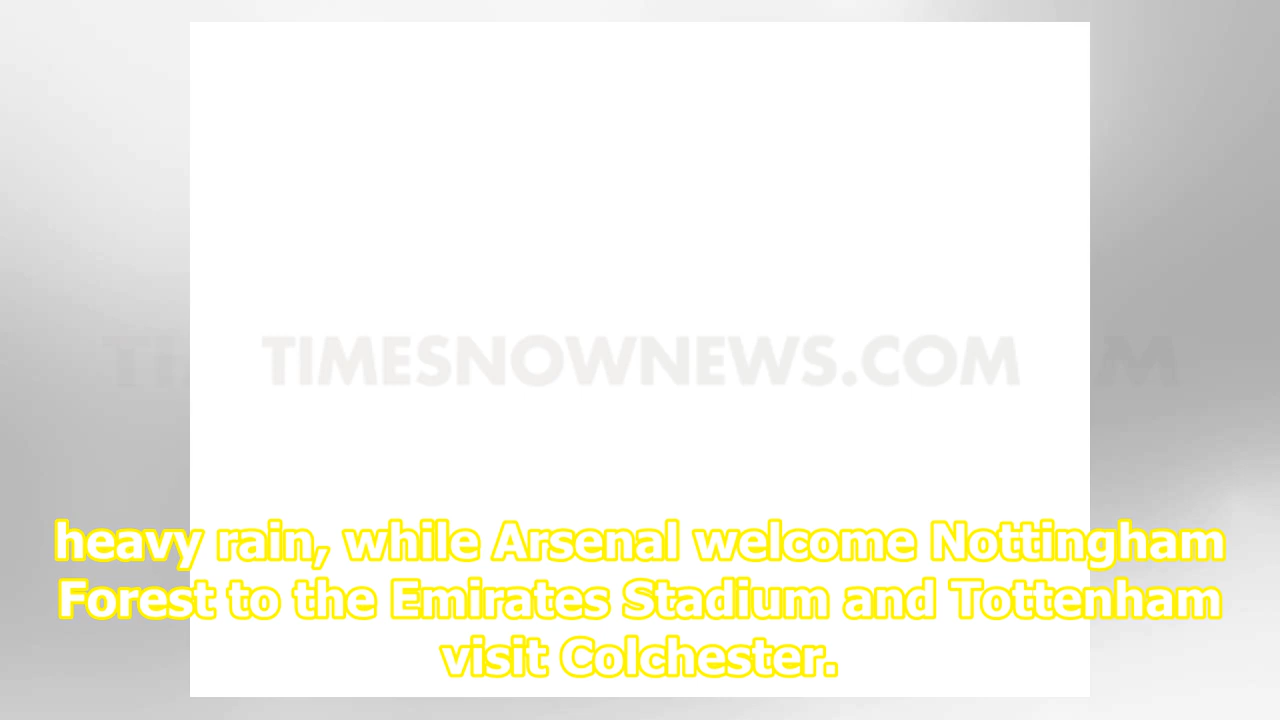 TIMESNOWNEWS.COM
heavy rain, while Arsenal welcome Nottingham
Forest to the Emirates Stadium and Tottenham
visit Colchester.